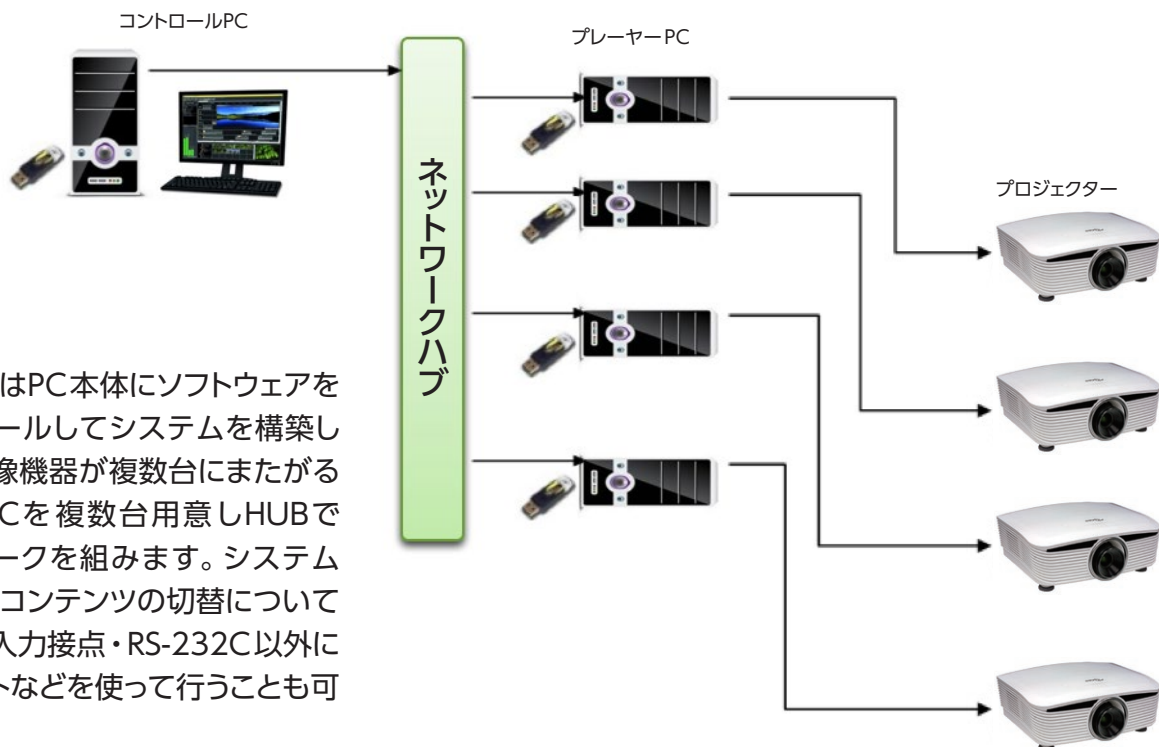 コントロールPC
プレーヤーPC
ネットワークハブ
プロジェクター
はPC本体にソフトウェアを
ールしてシステムを構築し
像機器が複数台にまたがる
Cを複数台用意しHUBで
ークを組みます。システム
コンテンツの切替について
入力接点・RS-232C以外に
トなどを使って行うことも可